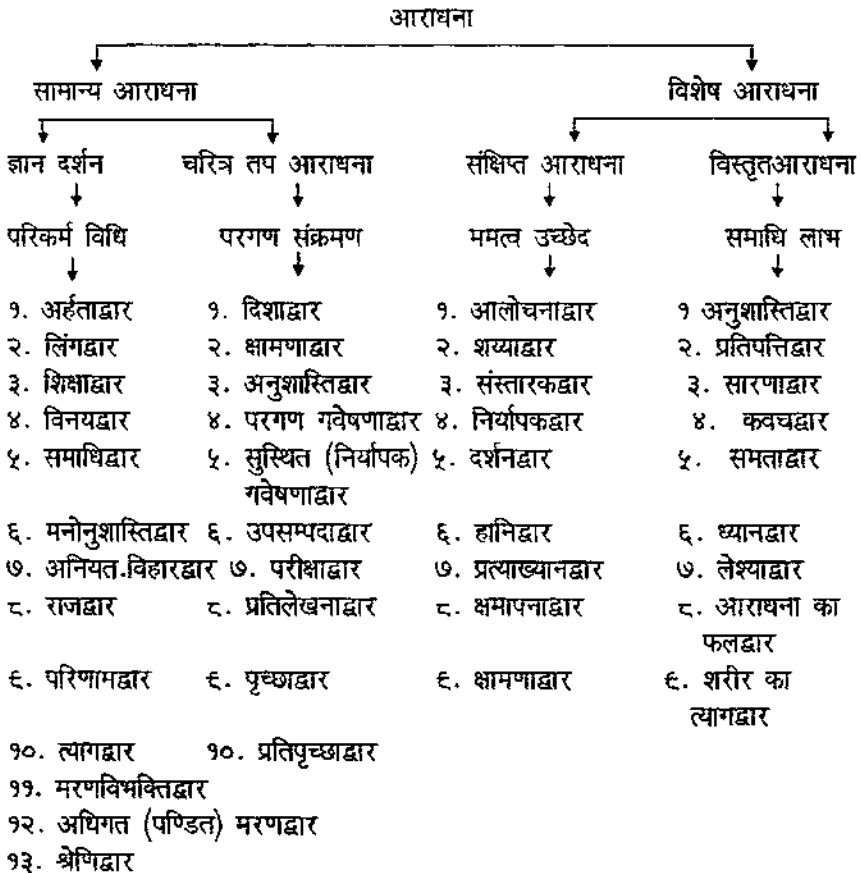 आराधना
सामान्य आराधना विशेष आराधना
ज्ञान दर्शन चरित्र तप आराधना संक्षिप्त आराधना विस्तृतआराधना
परिकर्म विधि परगण संक्रमण ममत्व उच्छेद समाधि लाभ
१. अर्हताद्वार १. दिशाद्वार १. आलोचनाद्वार १ अनुशास्तिद्वार
२. लिंगद्वार २. क्षामणाद्वार २. शय्याद्वार २. प्रतिपत्तिद्वार
३. शिक्षाद्वार ३. अनुशास्तिद्वार ३. संस्तारकद्वार ३. सारणाद्वार
४. विनयद्वार ४. परगण गवेषणाद्वार ४. निर्यापकद्वार ४. कवचद्वार
५. समाधिद्वार ५. सुस्थित (निर्यापक) ५. दर्शनद्वार ५. समताद्वार
गवेषणाद्वार
६. मनोनुशास्तिद्वार ६. उपसम्पदाद्वार ६. हानिद्वार ६. ध्यानद्वार
७. अनियत.विहारद्वार ७. परीक्षाद्वार ७. प्रत्याख्यानद्वार ७. लेश्याद्वार
८. राजद्वार ८. प्रतिलेखनाद्वार ८. क्षमापनाद्वार ८. आराधना का
फलद्वार
९. परिणामद्वार ९. पृच्छाद्वार ९. क्षामणाद्वार ९. शरीर का
त्यागद्वार
१०. त्यागद्वार १०. प्रतिपृच्छाद्वार
११. मरणविभक्तिद्वार
१२. अधिगत (पण्डित) मरणद्वार
१३. श्रेणिद्वार